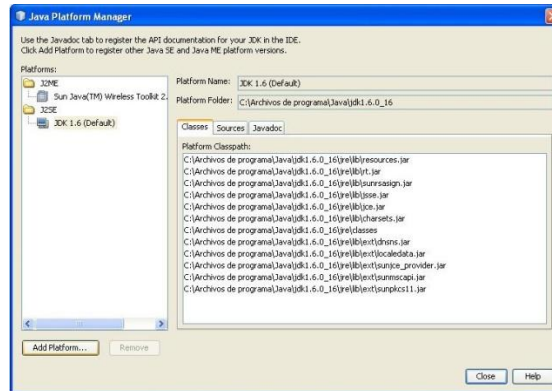 Java Platform Manager
Use the Javadoc tab to register the API documentation for your JDK in the IDE.
Click Add Platform to register other Java SE and Java ME platform versions.
Platforms:
J2ME
Sun Java(TM) Wireless Toolkit 2.
J2SE
JDK 1.6 (Default)
Platform Name: JDK 1.6 (Default)
Platform Folder: C:\Archivos de programa\Java\jdk1.6.0_16
Classes Sources Javadoc
Platform Classpath:
C:\Archivos de programa\Java\jdk1.6.0_16\jre\lib\resources.jar
C:\Archivos de programa\Java\jdk1.6.0_16\jre\lib\rt.jar
C:\Archivos de programa\Java\jdk1.6.0_16\jre\lib\sunrsasign.jar
C:\Archivos de programa\Java\jdk1.6.0_16\jre\lib\jsse.jar
C:\Archivos de programa\Java\jdk1.6.0_16\jre\lib\jce.jar
C:\Archivos de programa\Java\jdk1.6.0_16\jre\lib\charsets.jar
C:\Archivos de programa\Java\jdk1.6.0_16\jre\classes
C:\Archivos de programa\Java\jdk1.6.0_16\jre\lib\ext\dnsns.jar
C:\Archivos de programa\Java\jdk1.6.0_16\jre\lib\ext\localedata.jar
C:\Archivos de programa\Java\jdk1.6.0_16\jre\lib\ext\sunjce_provider.jar
C:\Archivos de programa\Java\jdk1.6.0_16\jre\lib\ext\sunmscapi.jar
C:\Archivos de programa\Java\jdk1.6.0_16\jre\lib\ext\sunpkcs11.jar
Add Platform... Remove
Close Help